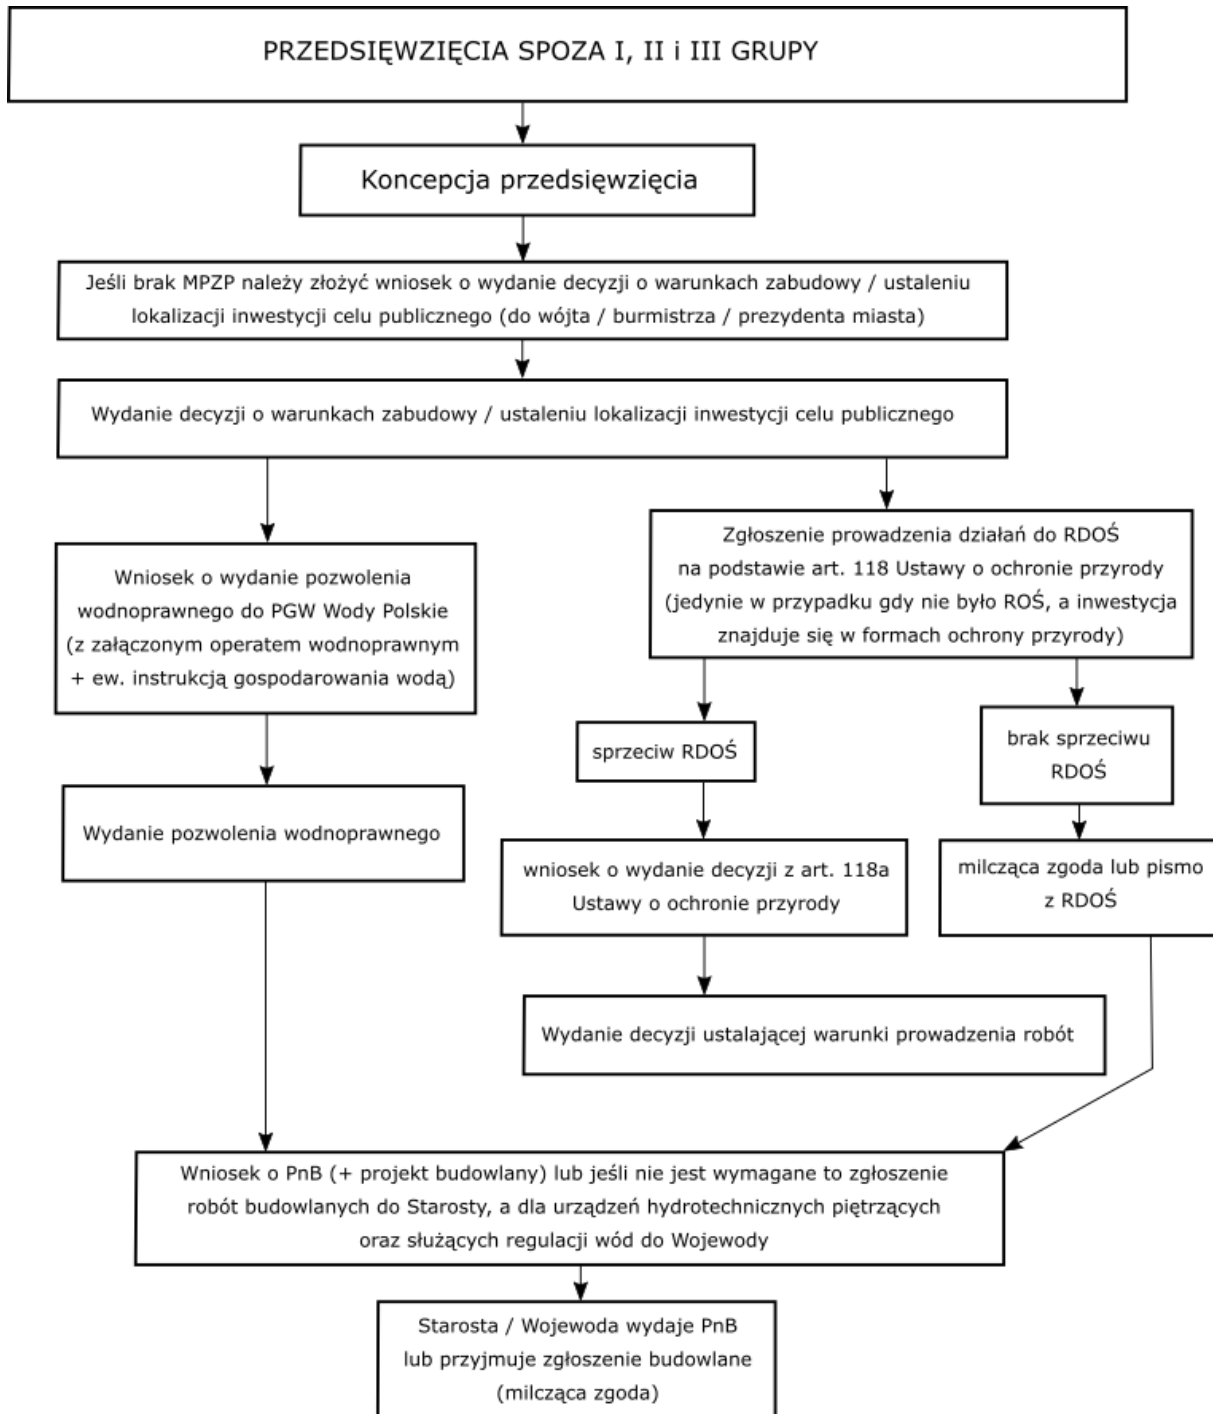 PRZEDSIĘWZIĘCIA SPOZA I, II i III GRUPY
Koncepcja przedsięwzięcia
Jeśli brak MPZP należy złożyć wniosek o wydanie decyzji o warunkach zabudowy / ustaleniu
lokalizacji inwestycji celu publicznego (do wójta / burmistrza / prezydenta miasta)
Wydanie decyzji o warunkach zabudowy / ustaleniu lokalizacji inwestycji celu publicznego
Wniosek o wydanie pozwolenia
wodnoprawnego do PGW Wody Polskie
(z załączonym operatem wodnoprawnym
+ ew. instrukcją gospodarowania wodą)
Wydanie pozwolenia wodnoprawnego
Zgłoszenie prowadzenia działań do RDOŚ
na podstawie art. 118 Ustawy o ochronie przyrody
(jedynie w przypadku gdy nie było ROŚ, a inwestycja
znajduje się w formach ochrony przyrody)
sprzeciw RDOŚ
wniosek o wydanie decyzji z art. 118a
Ustawy o ochronie przyrody
Wydanie decyzji ustalającej warunki prowadzenia robót
brak sprzeciwu
RDOŚ
milcząca zgoda lub pismo
z RDOŚ
Wniosek o PnB (+ projekt budowlany) lub jeśli nie jest wymagane to zgłoszenie
robót budowlanych do Starosty, a dla urządzeń hydrotechnicznych piętrzących
oraz służących regulacji wód do Wojewody
Starosta / Wojewoda wydaje PnB
lub przyjmuje zgłoszenie budowlane
(milcząca zgoda)